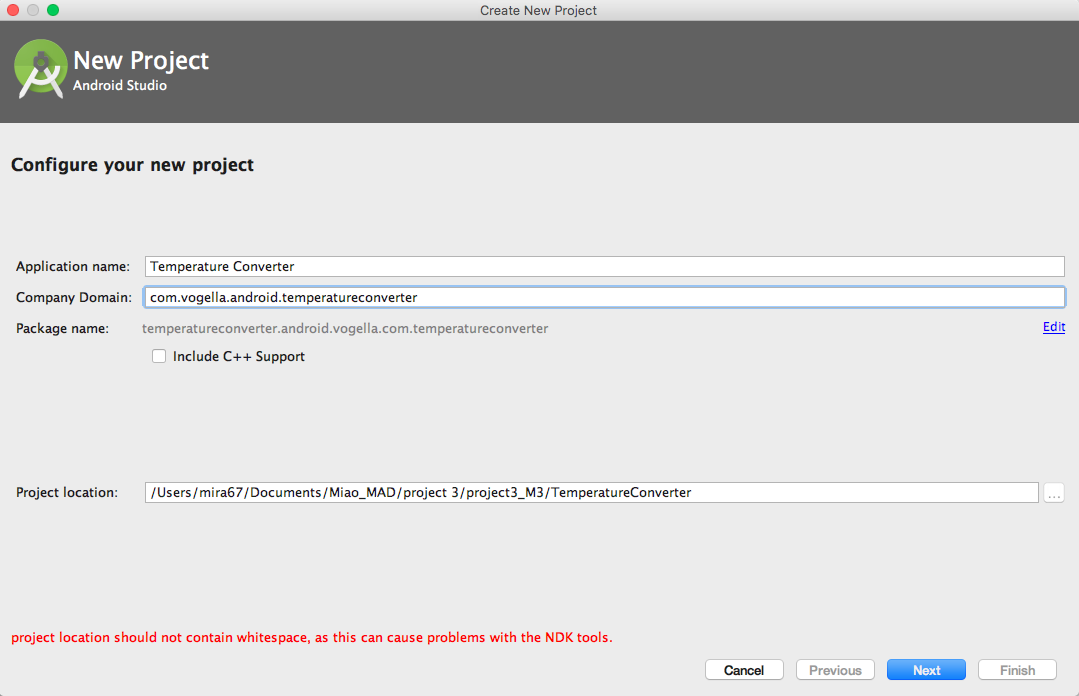 Create New Project
New Project
Android Studio
Configure your new project
Application name: Temperature Converter
Company Domain: com.vogella.android.temperatureconverter
Package name: temperatureconverter.android.vogella.com.temperatureconverter Edit
Include C++ Support
Project location: /Users/mira67/Documents/Miao_MAD/project 3/project3_M3/TemperatureConverter ...
project location should not contain whitespace, as this can cause problems with the NDK tools.
Cancel Previous Next Finish